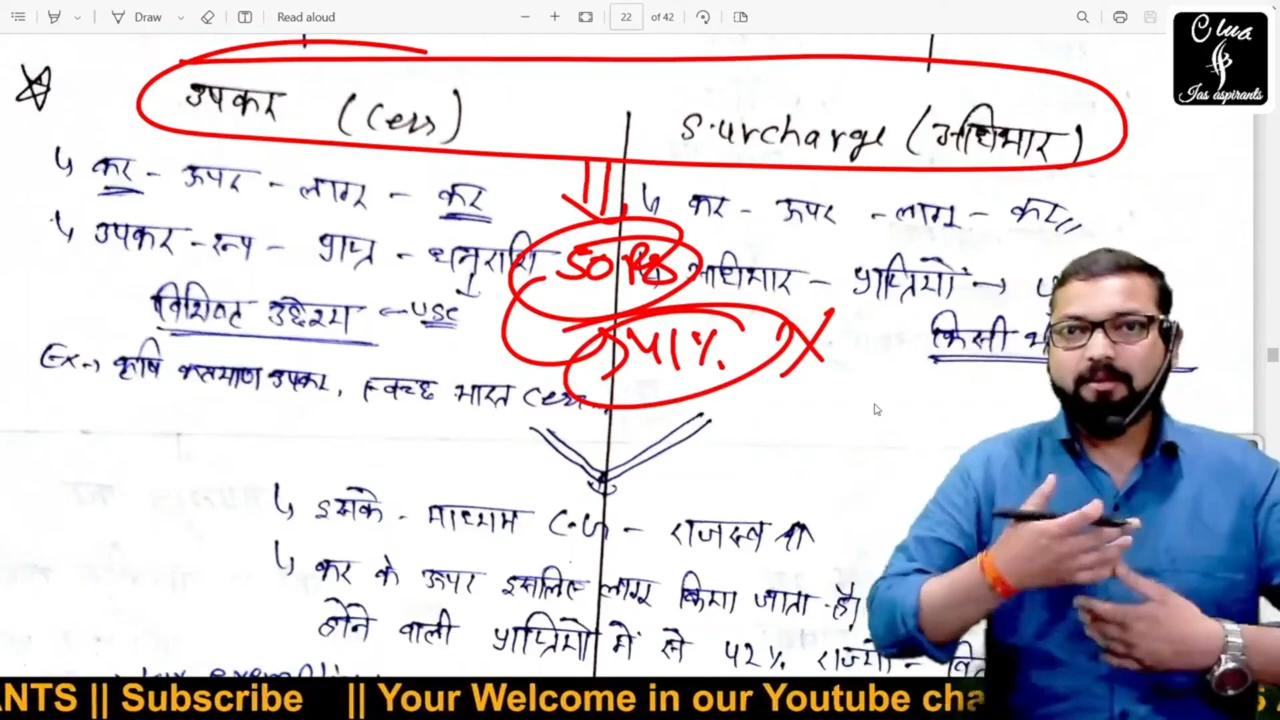 Draw
Read aloud
22 of 42
Clua
Ias aspirants
उपकर (Cess)
Surcharge (अधिभार)
↳ कर - ऊपर - लागू - कर
↳ कर - ऊपर - लागू - कर
↳ उपकर - रूप - प्राप्त - धनराशि
विशिष्ट उद्देश्य ← use
Ex → कृषि कल्याण उपकर, स्वच्छ भारत Cess
अधिभार - प्राप्तियों →
किसी
50 Rs
41%
↳ इसके - माध्यम C.G - राजस्व
↳ कर के ऊपर इसलिए लागू किया जाता है।
होने वाली प्राप्तियों में से 42% राज्यों -
ANTS || Subscribe || Your Welcome in our Youtube cha